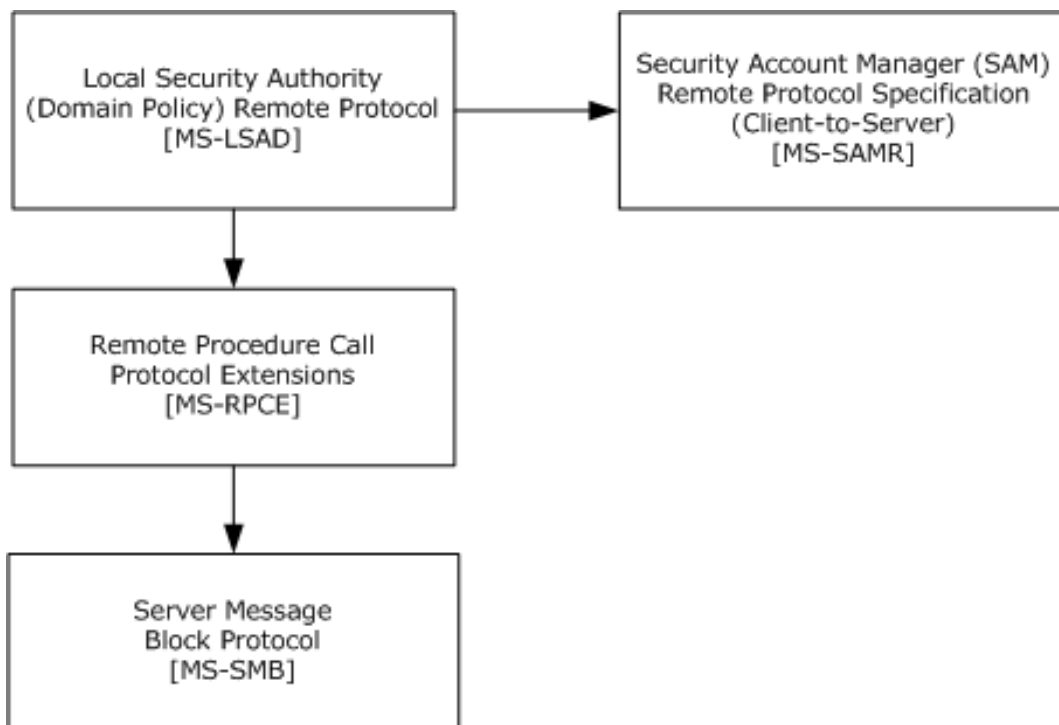 Local Security Authority
(Domain Policy) Remote Protocol
[MS-LSAD]
Security Account Manager (SAM)
Remote Protocol Specification
(Client-to-Server)
[MS-SAMR]
Remote Procedure Call
Protocol Extensions
[MS-RPCE]
Server Message
Block Protocol
[MS-SMB]